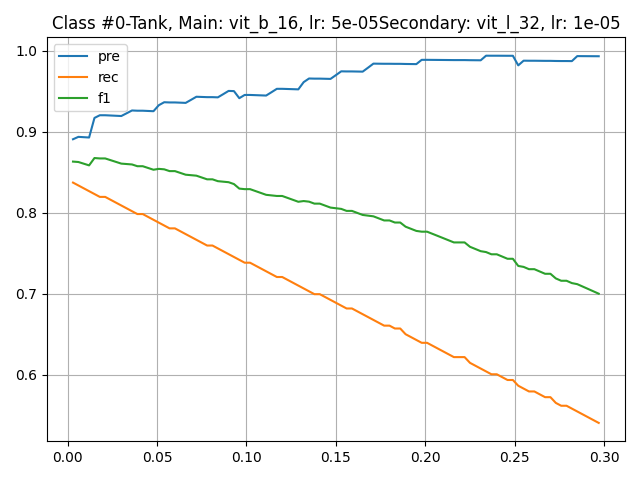 Class #0-Tank, Main: vit_b_16, lr: 5e-05Secondary: vit_l_32, lr: 1e-05
pre
rec
f1
1.0
0.9
0.8
0.7
0.6
0.00 0.05 0.10 0.15 0.20 0.25 0.30